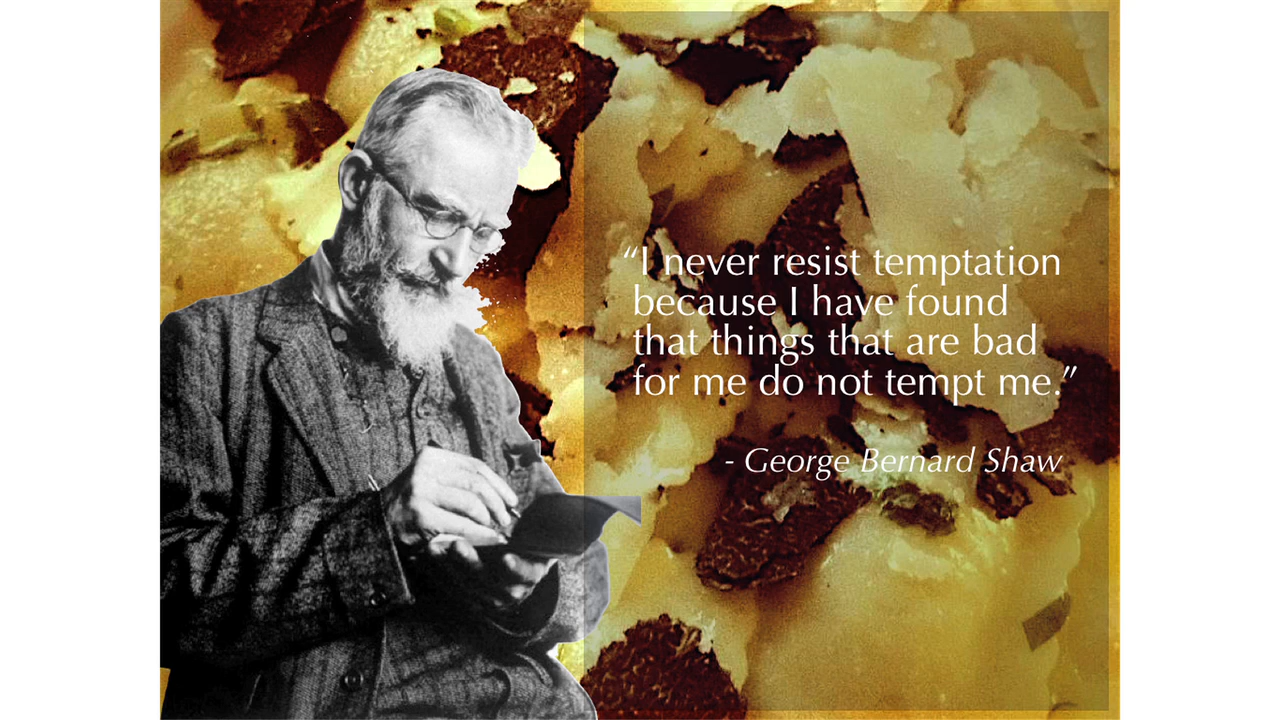 “I never resist temptation
because I have found
that things that are bad
for me do not tempt me.”
- George Bernard Shaw